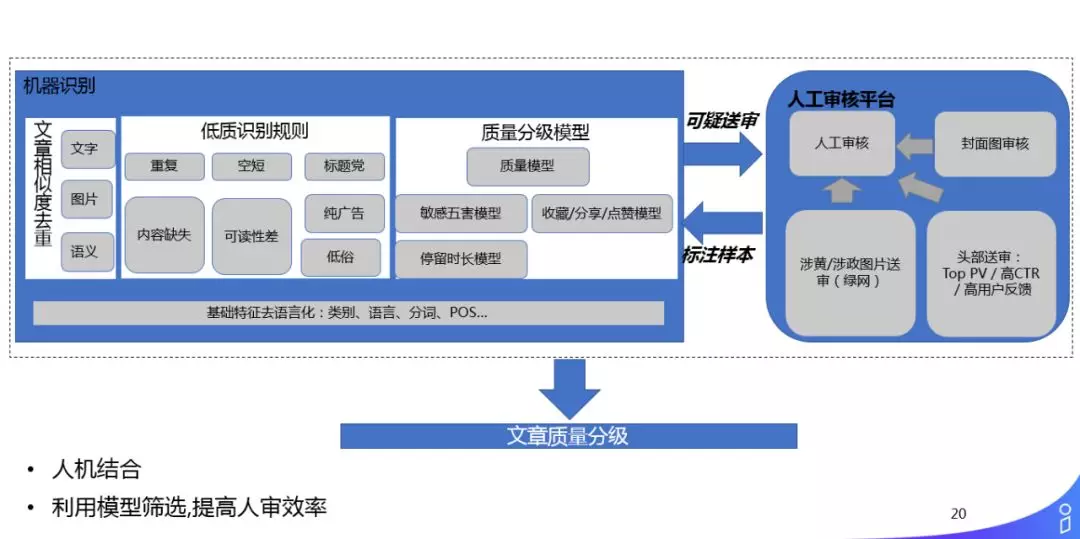 机器识别
文章相似度去重
文字
图片
语义
低质识别规则
重复
空短
标题党
内容缺失
可读性差
纯广告
低俗
质量分级模型
质量模型
敏感五害模型
收藏/分享/点赞模型
停留时长模型
基础特征去语言化：类别、语言、分词、POS...
可疑送审
标注样本
人工审核平台
人工审核
封面图审核
涉黄/涉政图片送
审（绿网）
头部送审：
Top PV / 高CTR
/ 高用户反馈
文章质量分级
• 人机结合
• 利用模型筛选,提高人审效率
20